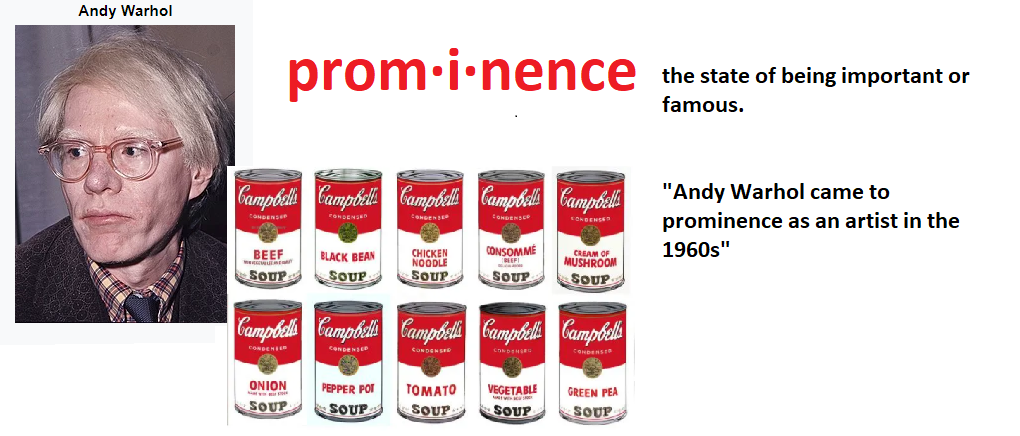 Andy Warhol
prom·i·nence
the state of being important or
famous.
"Andy Warhol came to
prominence as an artist in the
1960s"
Campbell's Campbell's Campbell's Campbell's Campbell's
CONDENSED CONDENSED CONDENSED CONDENSED CONDENSED
BEEF
SOUP
BLACK BEAN
SOUP
CHICKEN
NOODLE
SOUP
CONSOMMÉ
(BEEF)
SOUP
CREAM OF
MUSHROOM
SOUP
Campbell's Campbell's Campbell's Campbell's Campbell's
CONDENSED CONDENSED CONDENSED CONDENSED CONDENSED
ONION
SOUP
PEPPER POT
SOUP
TOMATO
SOUP
VEGETABLE
SOUP
GREEN PEA
SOUP